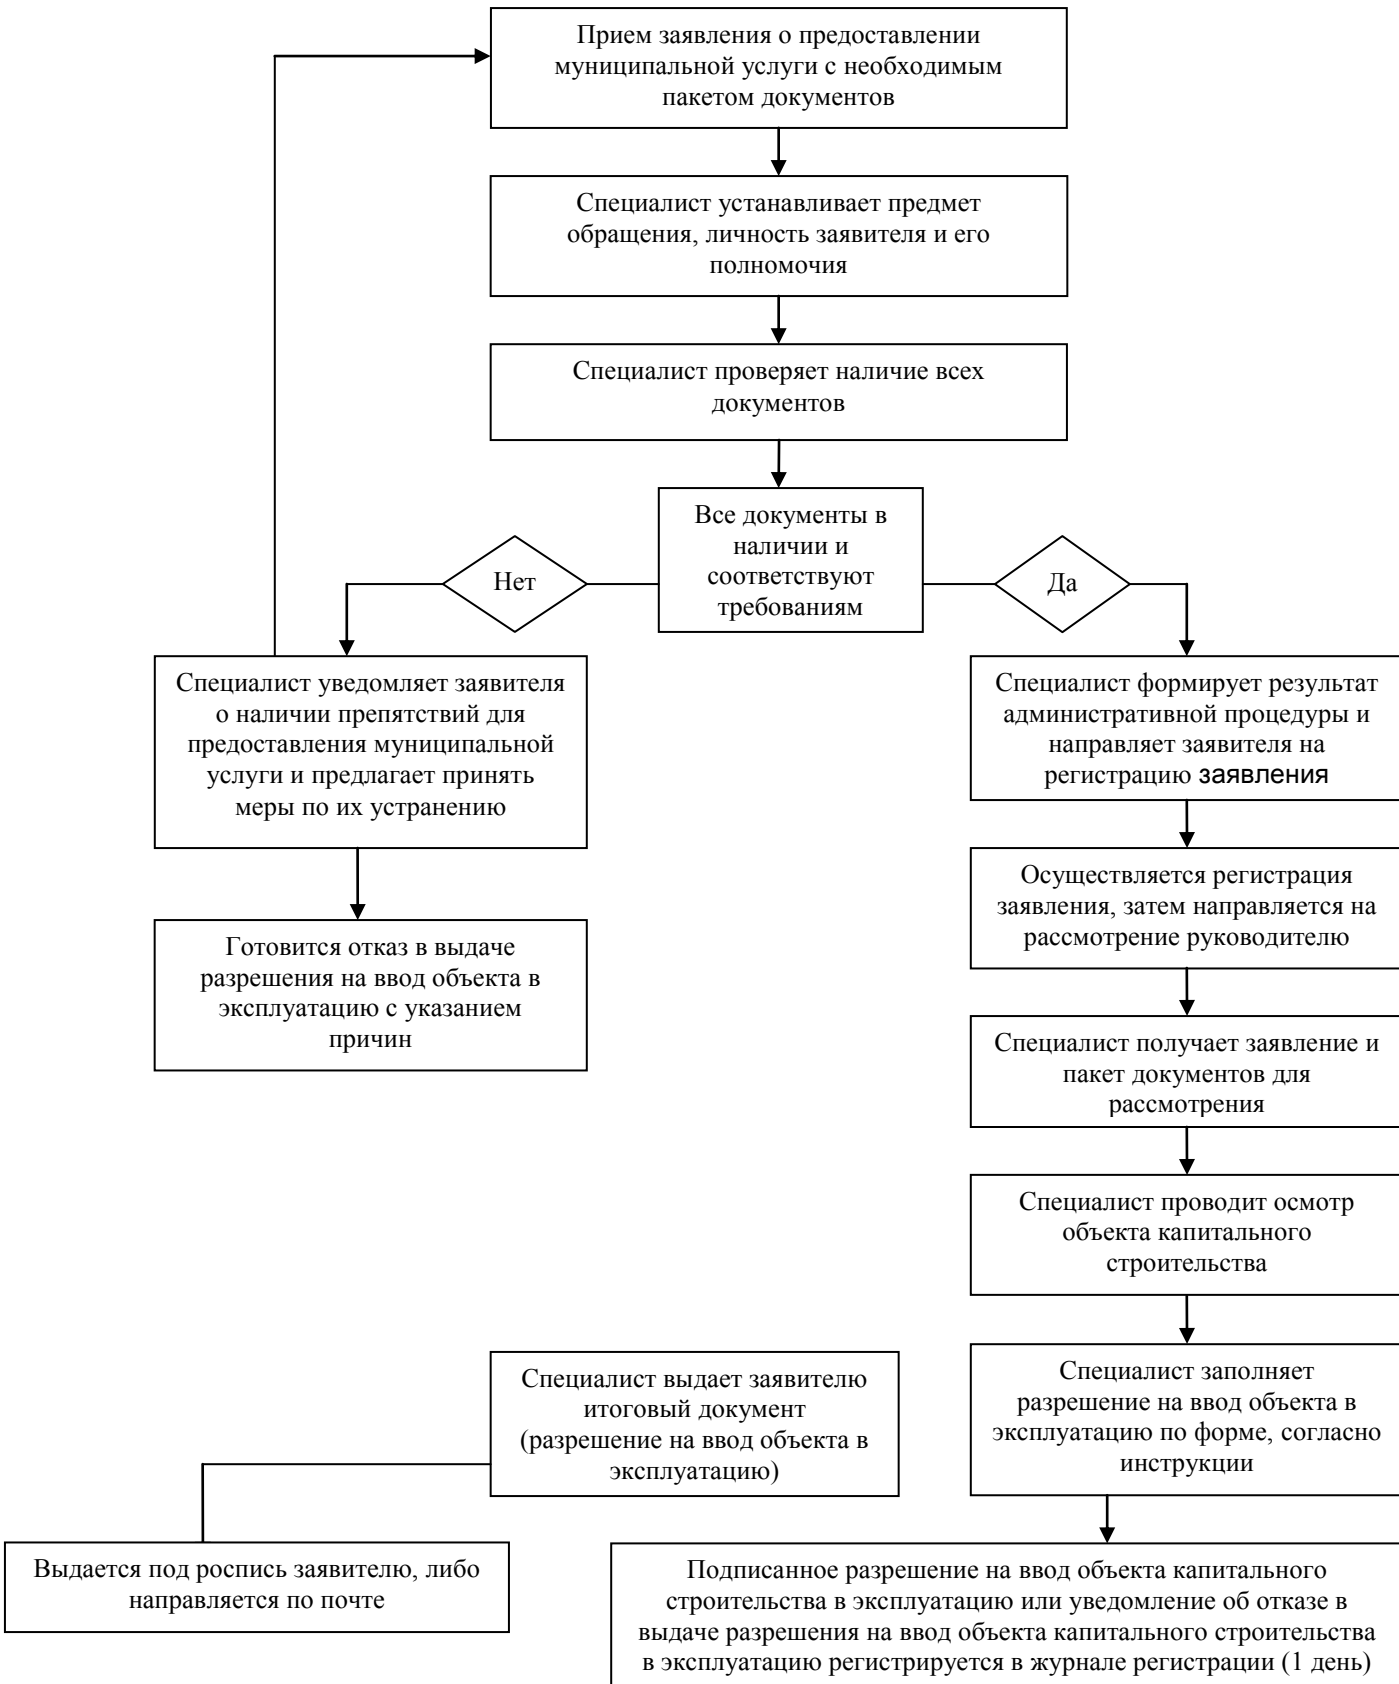 Прием заявления о предоставлении
муниципальной услуги с необходимым
пакетом документов
Специалист устанавливает предмет
обращения, личность заявителя и его
полномочия
Специалист проверяет наличие всех
документов
Все документы в
наличии и
соответствуют
требованиям
Нет
Да
Специалист уведомляет заявителя
о наличии препятствий для
предоставления муниципальной
услуги и предлагает принять
меры по их устранению
Готовится отказ в выдаче
разрешения на ввод объекта в
эксплуатацию с указанием
причин
Специалист формирует результат
административной процедуры и
направляет заявителя на
регистрацию заявления
Осуществляется регистрация
заявления, затем направляется на
рассмотрение руководителю
Специалист получает заявление и
пакет документов для
рассмотрения
Специалист проводит осмотр
объекта капитального
строительства
Специалист заполняет
разрешение на ввод объекта в
эксплуатацию по форме, согласно
инструкции
Специалист выдает заявителю
итоговый документ
(разрешение на ввод объекта в
эксплуатацию)
Выдается под роспись заявителю, либо
направляется по почте
Подписанное разрешение на ввод объекта капитального
строительства в эксплуатацию или уведомление об отказе в
выдаче разрешения на ввод объекта капитального строительства
в эксплуатацию регистрируется в журнале регистрации (1 день)